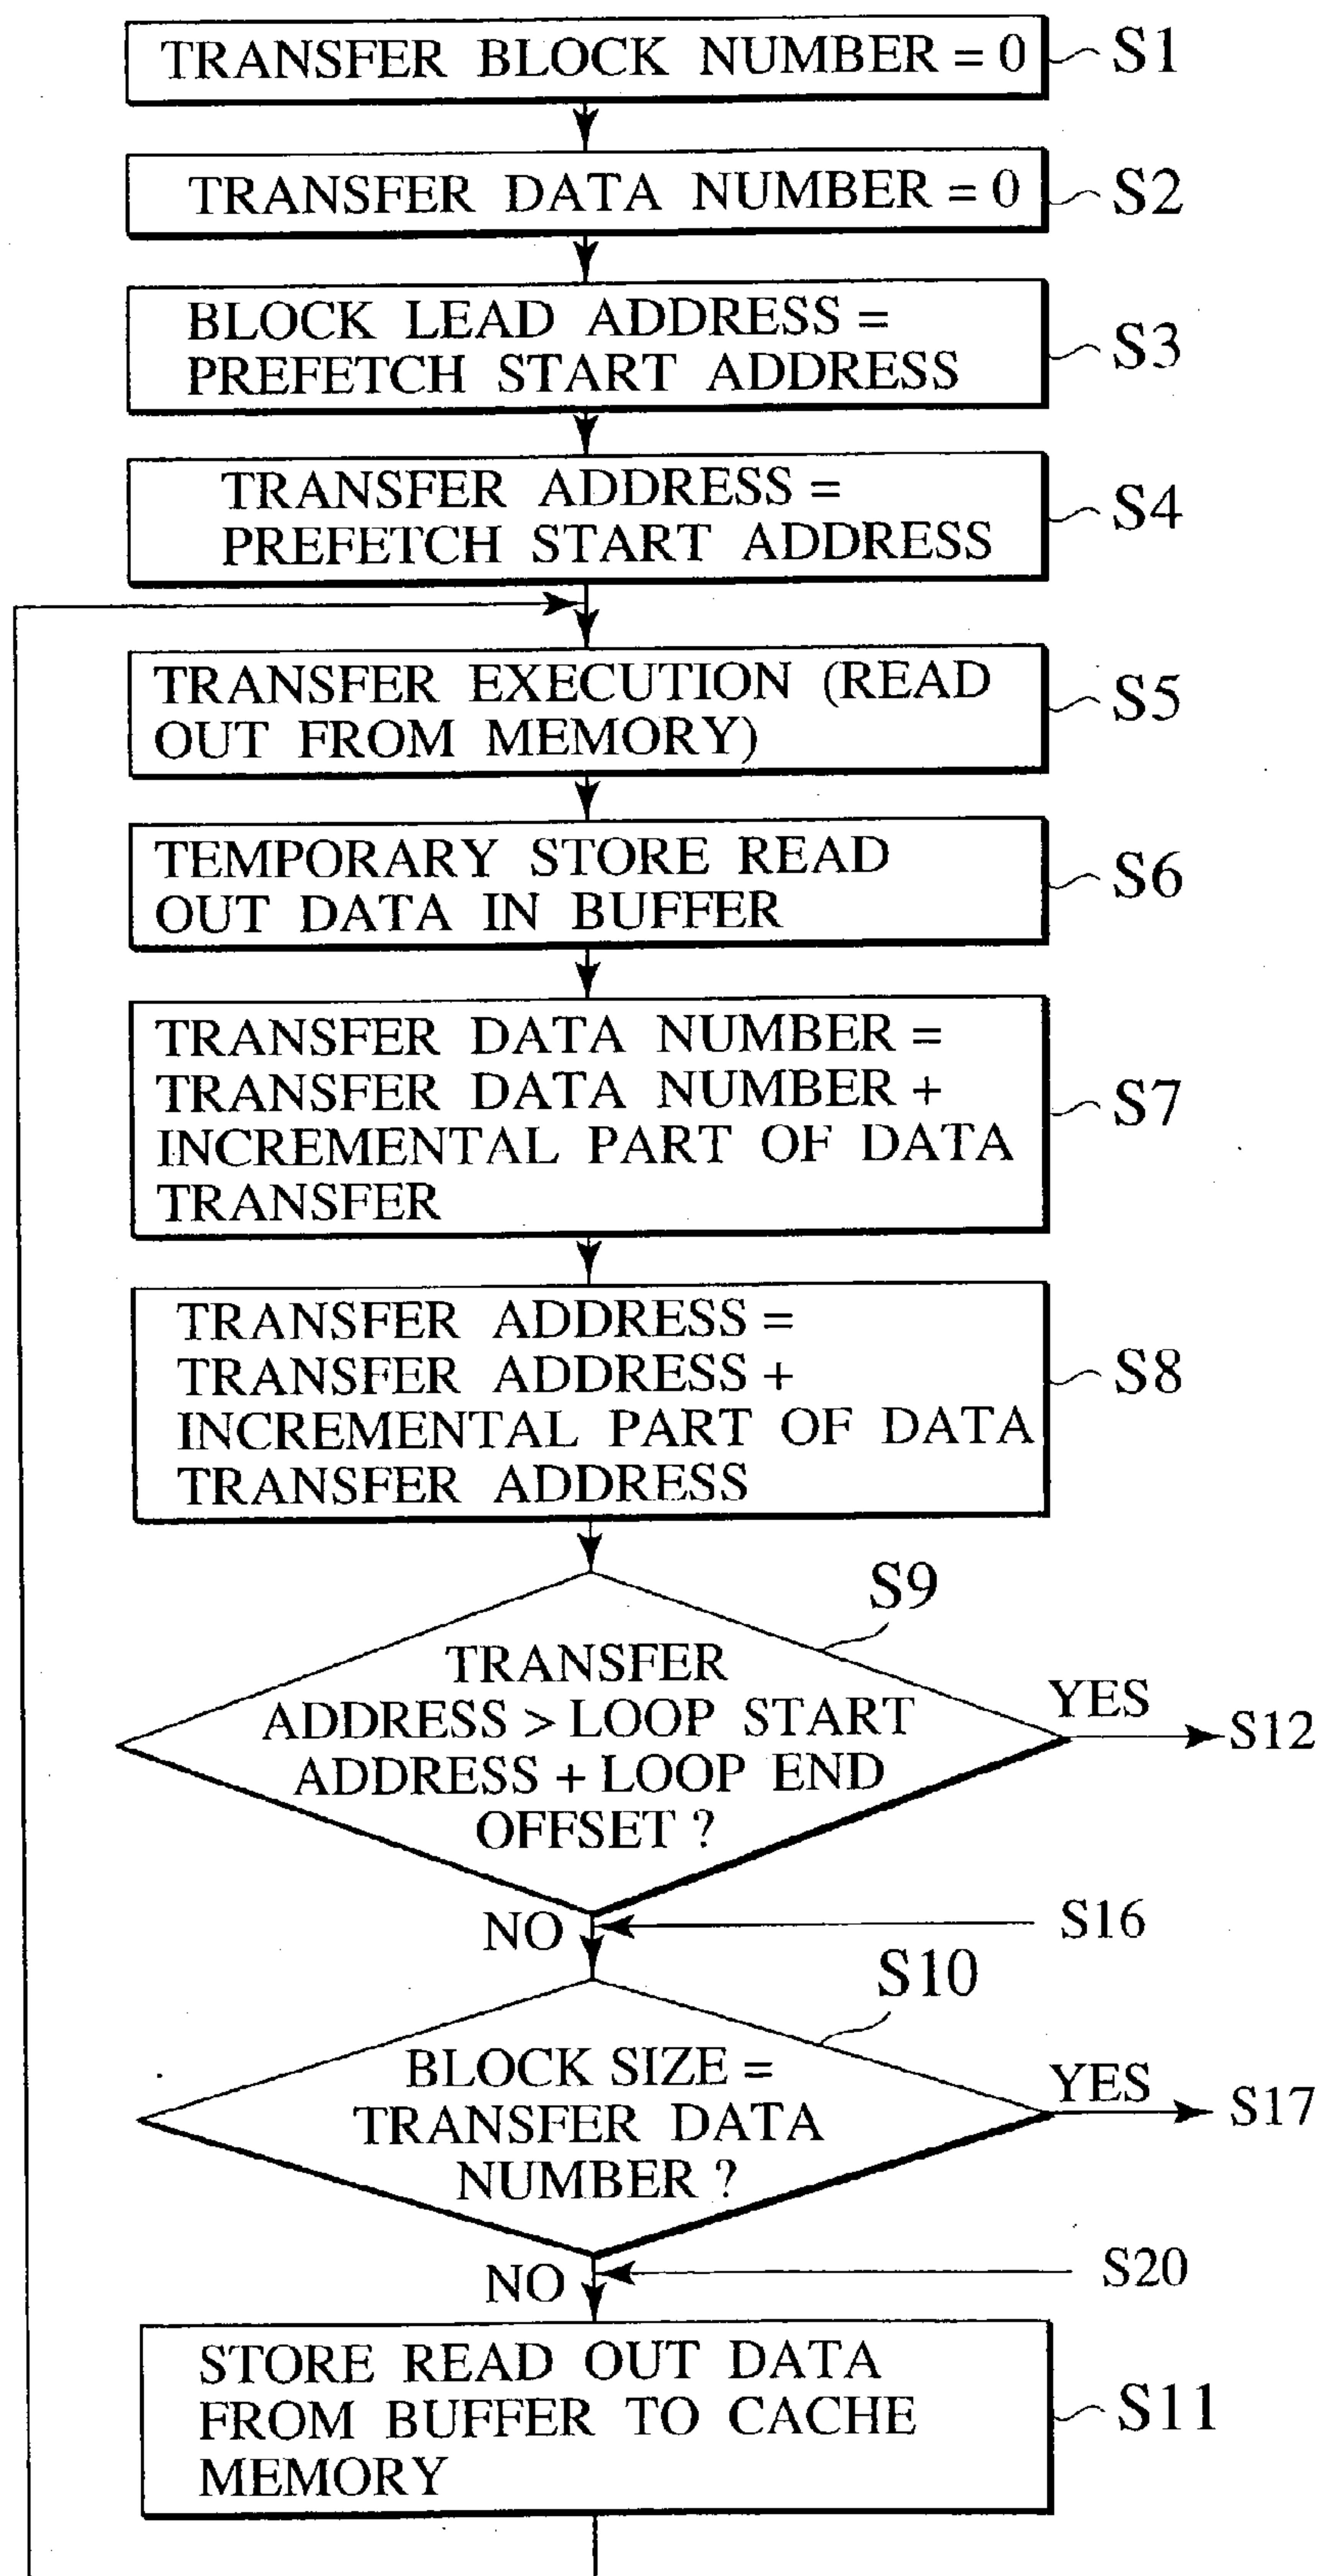 TRANSFER BLOCK NUMBER = 0
S1
TRANSFER DATA NUMBER = 0
S2
BLOCK LEAD ADDRESS =
PREFETCH START ADDRESS
S3
TRANSFER ADDRESS =
PREFETCH START ADDRESS
S4
TRANSFER EXECUTION (READ
OUT FROM MEMORY)
S5
TEMPORARY STORE READ
OUT DATA IN BUFFER
S6
TRANSFER DATA NUMBER =
TRANSFER DATA NUMBER +
INCREMENTAL PART OF DATA
TRANSFER
S7
TRANSFER ADDRESS =
TRANSFER ADDRESS +
INCREMENTAL PART OF DATA
TRANSFER ADDRESS
S8
S9
TRANSFER
ADDRESS > LOOP START
ADDRESS + LOOP END
OFFSET ?
YES
S12
NO
S16
S10
BLOCK SIZE =
TRANSFER DATA
NUMBER ?
YES
S17
NO
S20
STORE READ OUT DATA
FROM BUFFER TO CACHE
MEMORY
S11